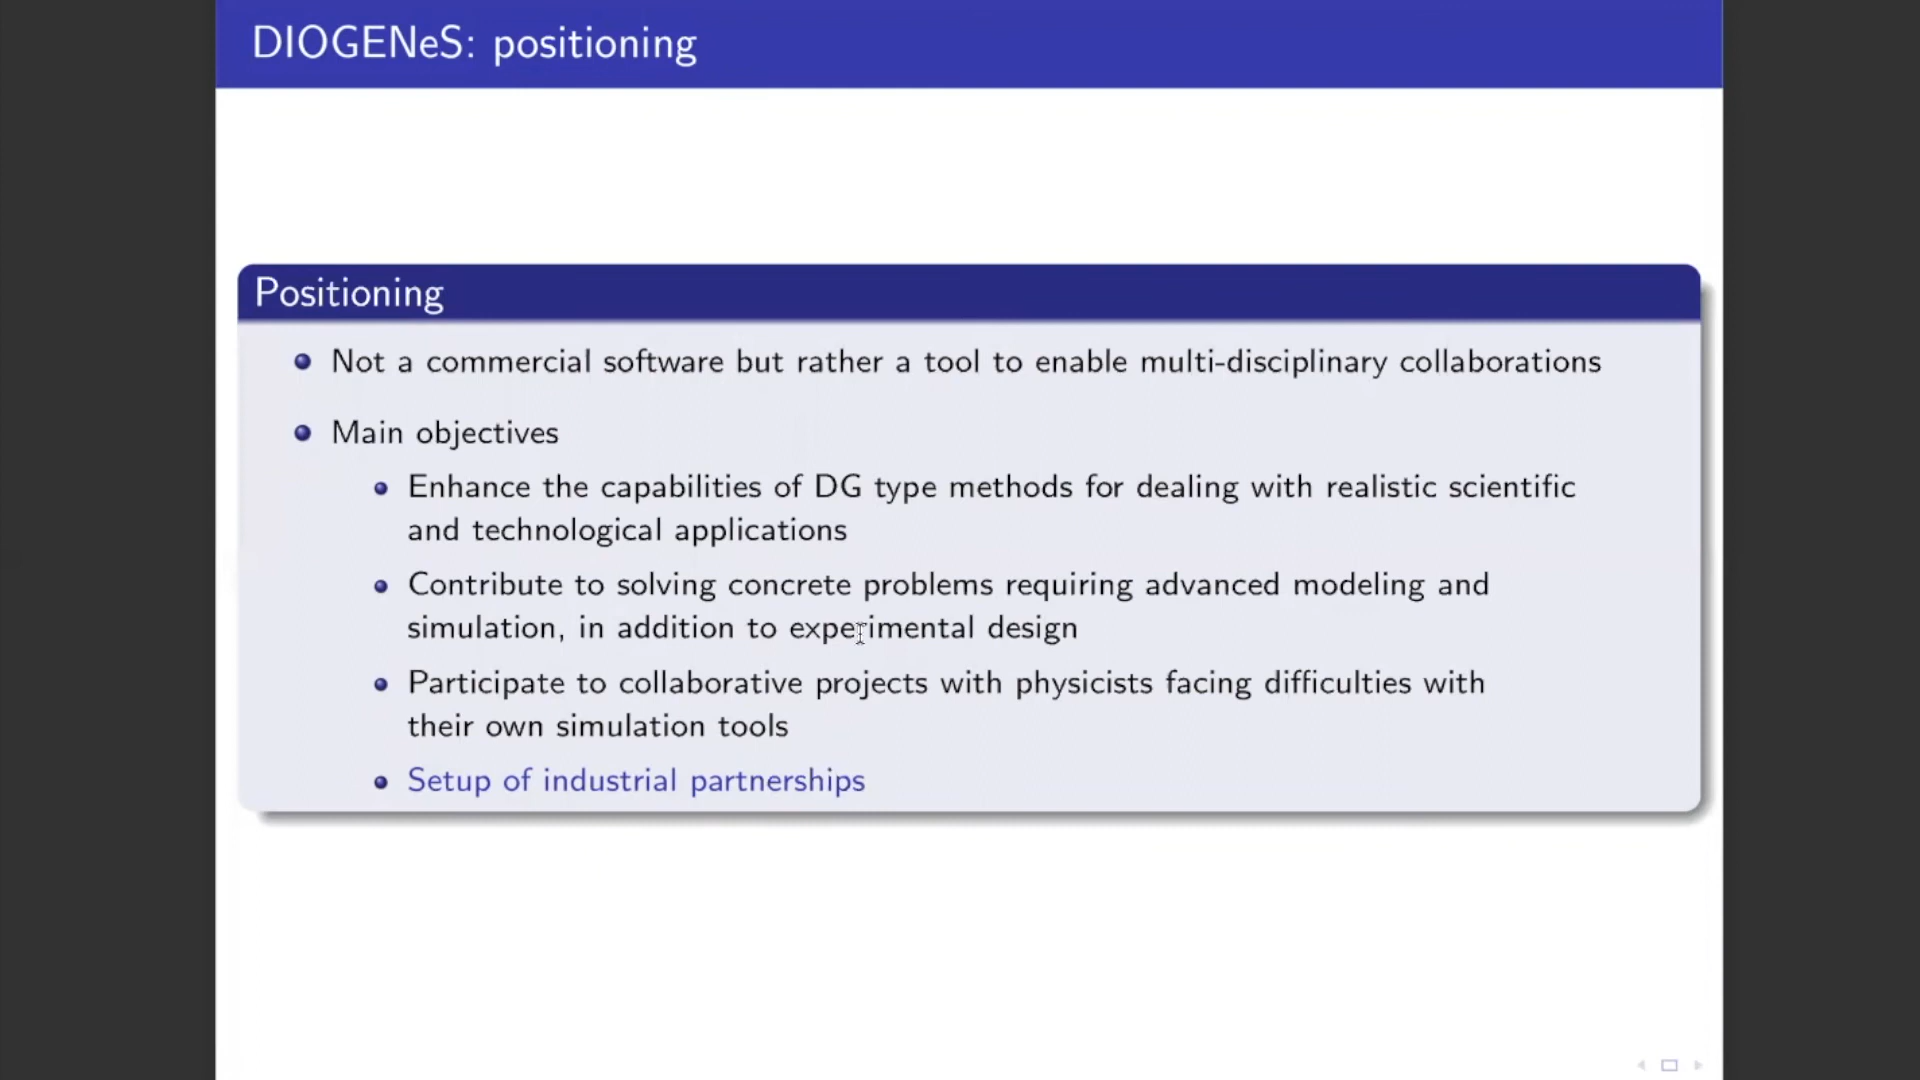 DIOGENeS: positioning
Positioning
Not a commercial software but rather a tool to enable multi-disciplinary collaborations
Main objectives
Enhance the capabilities of DG type methods for dealing with realistic scientific
and technological applications
Contribute to solving concrete problems requiring advanced modeling and
simulation, in addition to experimental design
Participate to collaborative projects with physicists facing difficulties with
their own simulation tools
Setup of industrial partnerships